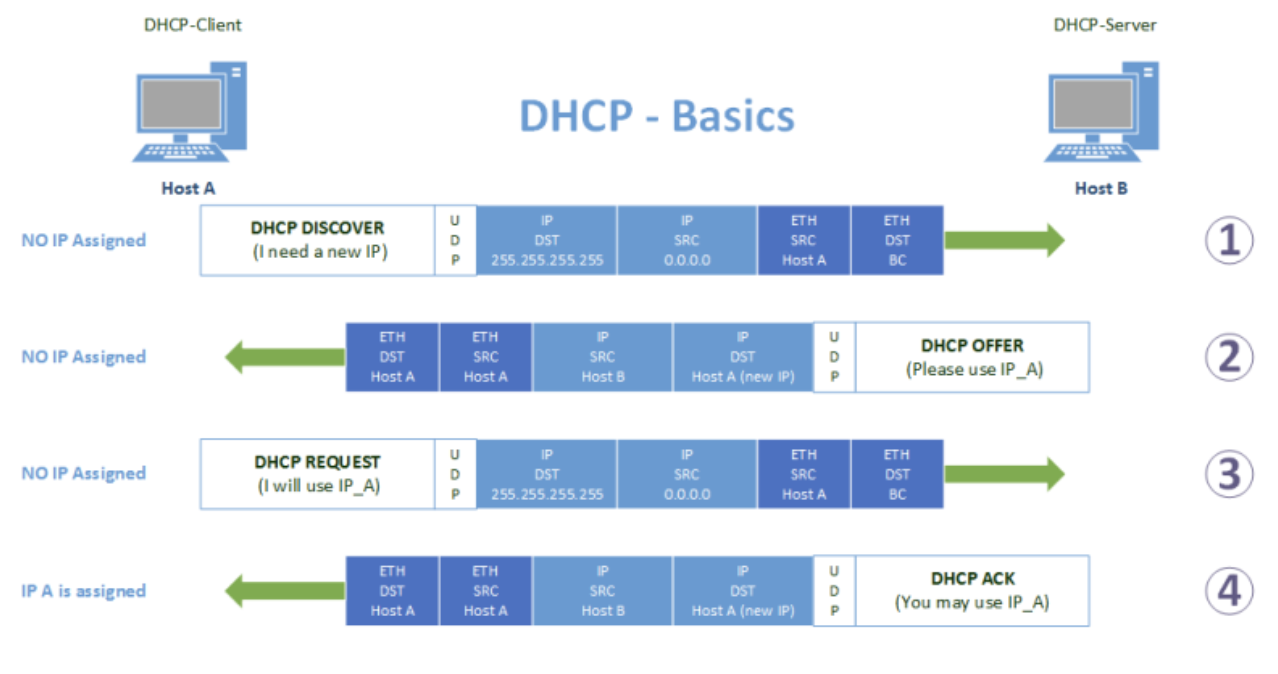 DHCP-Client
DHCP-Server
DHCP - Basics
Host A
Host B
NO IP Assigned
DHCP DISCOVER
(I need a new IP)
U
D
P
IP
DST
255.255.255.255
IP
SRC
0.0.0.0
ETH
SRC
Host A
ETH
DST
BC
1
NO IP Assigned
ETH
DST
Host A
ETH
SRC
Host A
IP
SRC
Host B
IP
DST
Host A (new IP)
U
D
P
DHCP OFFER
(Please use IP_A)
2
NO IP Assigned
DHCP REQUEST
(I will use IP_A)
U
D
P
IP
DST
255.255.255.255
IP
SRC
0.0.0.0
ETH
SRC
Host A
ETH
DST
BC
3
IP A is assigned
ETH
DST
Host A
ETH
SRC
Host A
IP
SRC
Host B
IP
DST
Host A (new IP)
U
D
P
DHCP ACK
(You may use IP_A)
4